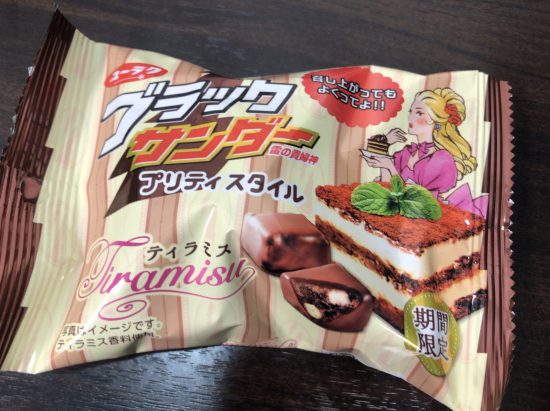 ユーラク
召し上がっても
よくってよ!!
ブラック
サンダー
雷の貴婦神
プリティスタイル
ティラミス
Tiramisu
写真はイメージです
ティラミス香料使用
期間
限定